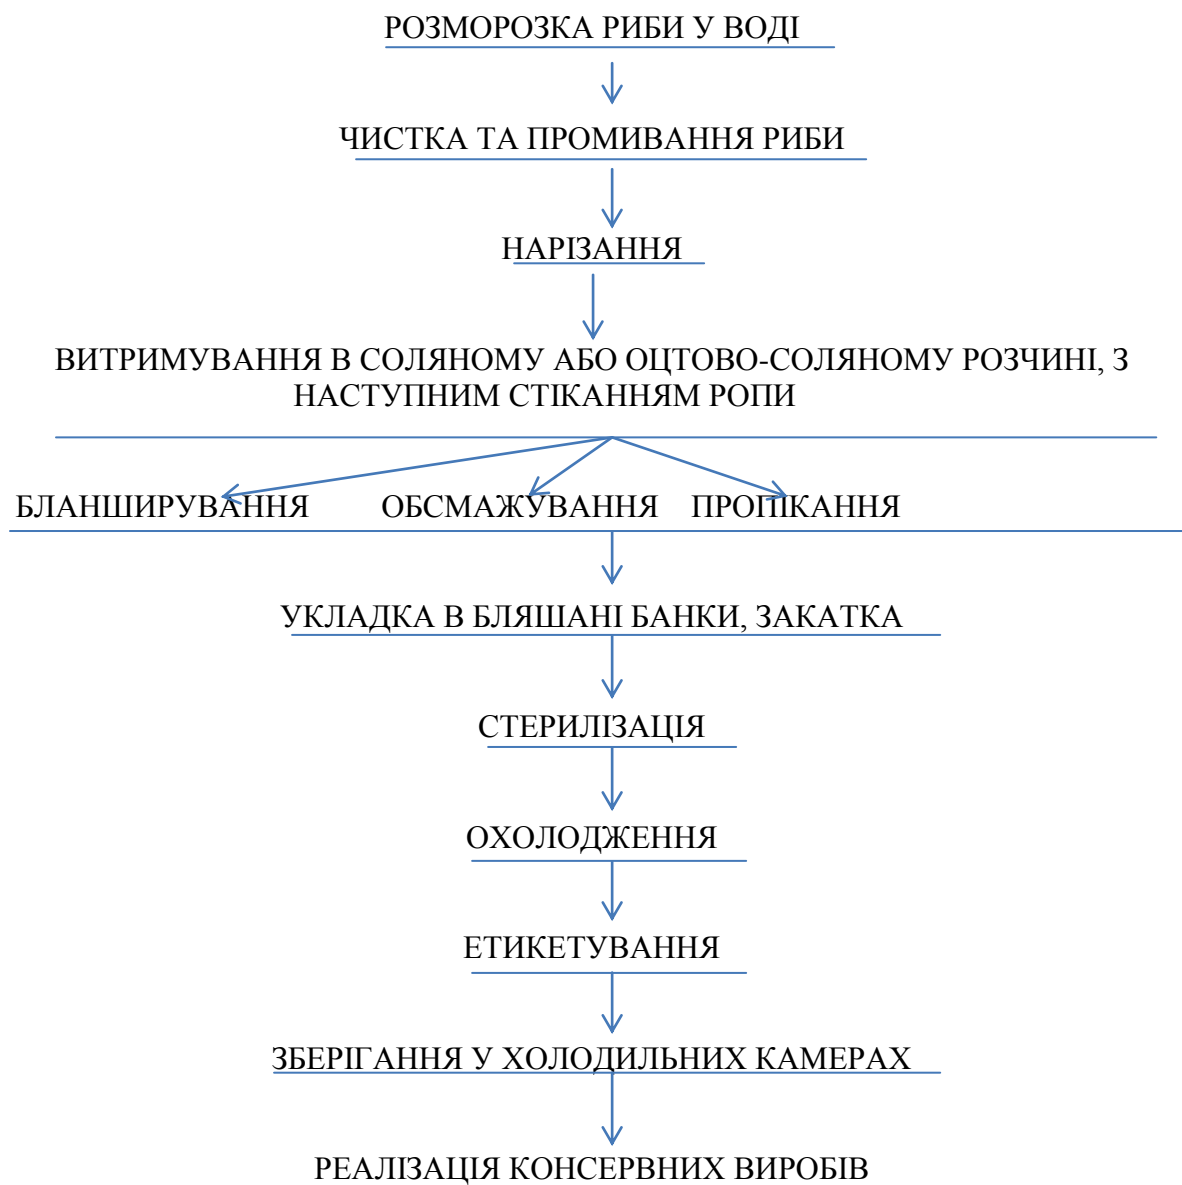 РОЗМОРОЗКА РИБИ У ВОДІ
ЧИСТКА ТА ПРОМИВАННЯ РИБИ
НАРІЗАННЯ
ВИТРИМУВАННЯ В СОЛЯНОМУ АБО ОЦТОВО-СОЛЯНОМУ РОЗЧИНІ, З
НАСТУПНИМ СТІКАННЯМ РОПИ
БЛАНШИРУВАННЯ ОБСМАЖУВАННЯ ПРОПІКАННЯ
УКЛАДКА В БЛЯШАНІ БАНКИ, ЗАКАТКА
СТЕРИЛІЗАЦІЯ
ОХОЛОДЖЕННЯ
ЕТИКЕТУВАННЯ
ЗБЕРІГАННЯ У ХОЛОДИЛЬНИХ КАМЕРАХ
РЕАЛІЗАЦІЯ КОНСЕРВНИХ ВИРОБІВ